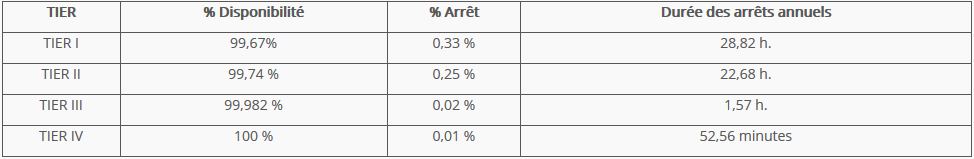 TIER % Disponibilité % Arrêt Durée des arrêts annuels
TIER I 99,67% 0,33 % 28,82 h.
TIER II 99,74 % 0,25 % 22,68 h.
TIER III 99,982 % 0,02 % 1,57 h.
TIER IV 100 % 0,01 % 52,56 minutes